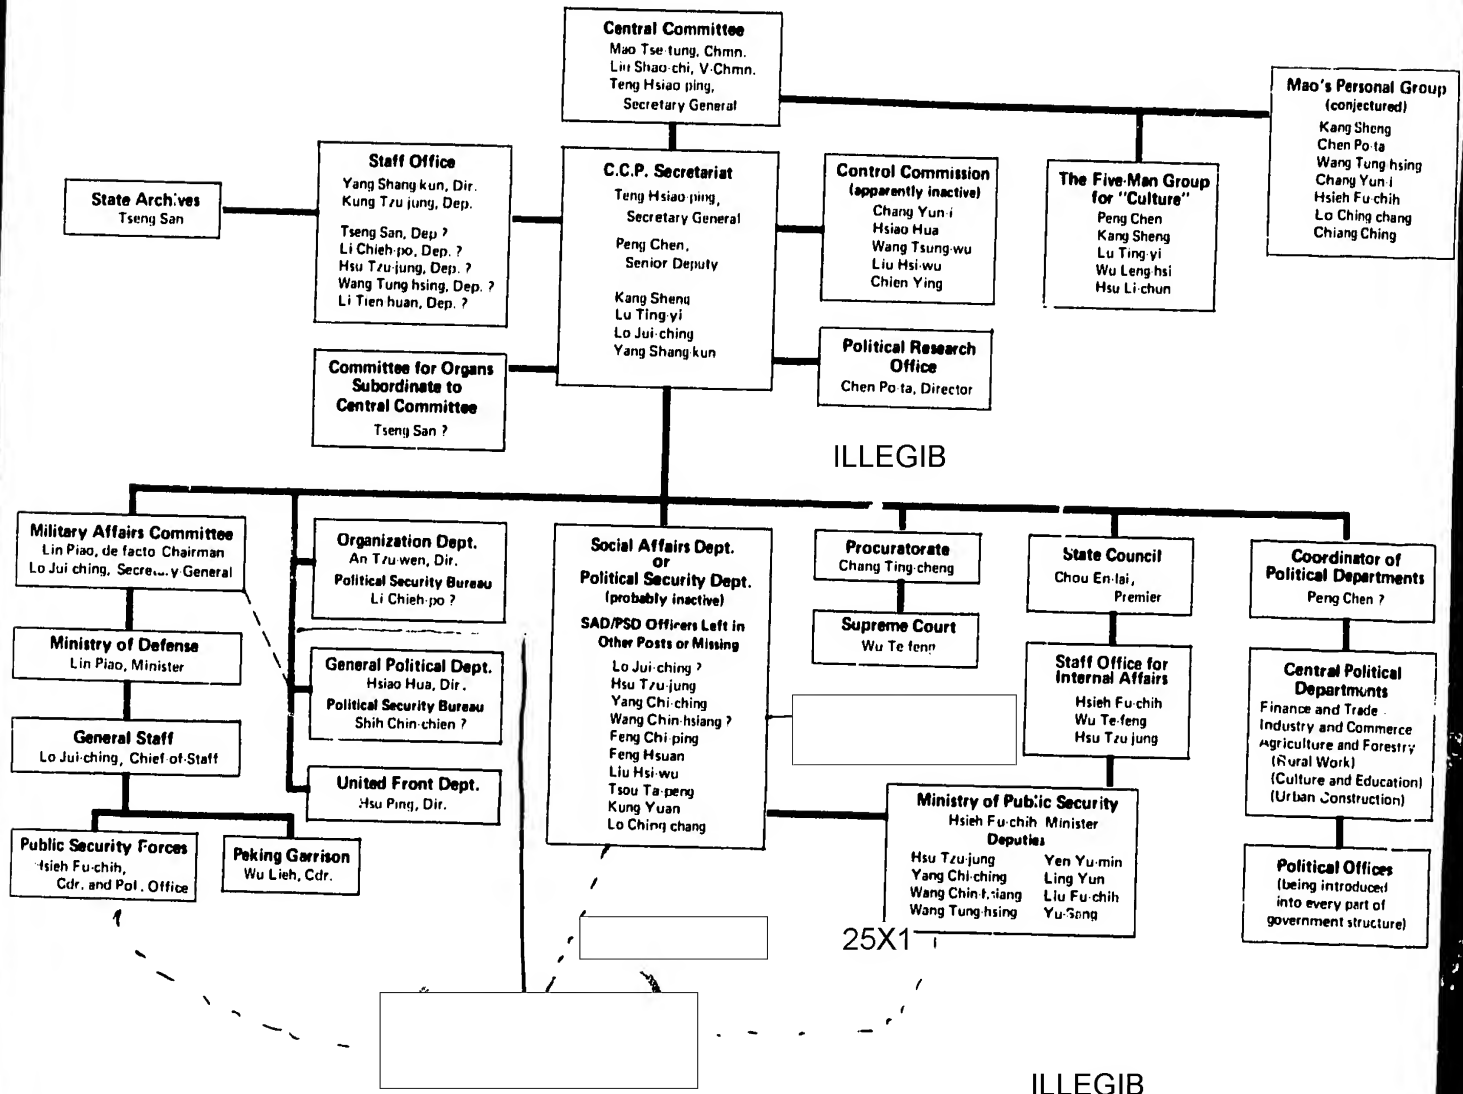 Central Committee
Mao Tse-tung, Chmn.
Liu Shao-chi, V-Chmn.
Teng Hsiao-ping,
Secretary General
Mao's Personal Group
(conjectured)
Kang Sheng
Chen Po-ta
Wang Tung-hsing
Chang Yun-i
Hsieh Fu-chih
Lo Ching-chang
Chiang Ching
State Archives
Tseng San
Staff Office
Yang Shang-kun, Dir.
Kung Tzu-jung, Dep.
Tseng San, Dep ?
Li Chieh-po, Dep. ?
Hsu Tzu-jung, Dep. ?
Wang Tung-hsing, Dep. ?
Li Tien-huan, Dep. ?
C.C.P. Secretariat
Teng Hsiao-ping,
Secretary General
Peng Chen,
Senior Deputy
Kang Sheng
Lu Ting-yi
Lo Jui-ching
Yang Shang-kun
Control Commission
(apparently inactive)
Chang Yun-i
Hsiao Hua
Wang Tsung-wu
Liu Hsi-wu
Chien Ying
The Five-Man Group
for "Culture"
Peng Chen
Kang Sheng
Lu Ting-yi
Wu Leng-hsi
Hsu Li-chun
Committee for Organs
Subordinate to
Central Committee
Tseng San ?
Political Research
Office
Chen Po-ta, Director
ILLEGIB
Military Affairs Committee
Lin Piao, de facto Chairman
Lo Jui-ching, General
Ministry of Defense
Lin Piao, Minister
General Staff
Lo Jui-ching, Chief-of-Staff
Public Security Forces
Hsieh Fu-chih,
Cdr. and Pol. Office
Peking Garrison
Wu Lieh, Cdr.
Organization Dept.
An Tzu-wen, Dir.
Political Security Bureau
Li Chieh-po ?
General Political Dept.
Hsiao Hua, Dir.
Political Security Bureau
Shih Chin-chien ?
United Front Dept.
Hsu Ping, Dir.
Social Affairs Dept.
or
Political Security Dept.
(probably inactive)
SAD/PSD Officers Left in
Other Posts or Missing
Lo Jui-ching ?
Hsu Tzu-jung
Yang Chi-ching
Wang Chin-hsiang ?
Feng Chi-ping
Feng Hsuan
Liu Hsi-wu
Tsou Ta-peng
Kung Yuan
Lo Ching-chang
Procuratorate
Chang Ting-cheng
Supreme Court
Wu Te-feng
State Council
Chou En-lai,
Premier
Staff Office for
Internal Affairs
Hsieh Fu-chih
Wu Te-feng
Hsu Tzu-jung
Ministry of Public Security
Hsieh Fu-chih Minister
Deputies
Hsu Tzu-jung Yen Yu-min
Yang Chi-ching Ling Yun
Wang Chin-hsiang Liu Fu-chih
Wang Tung-hsing Yu-Sang
25X1
Coordinator of
Political Departments
Peng Chen ?
Central Political
Departments
Finance and Trade
Industry and Commerce
Agriculture and Forestry
(Rural Work)
(Culture and Education)
(Urban Construction)
Political Offices
(being introduced
into every part of
government structure)
ILLEGIB